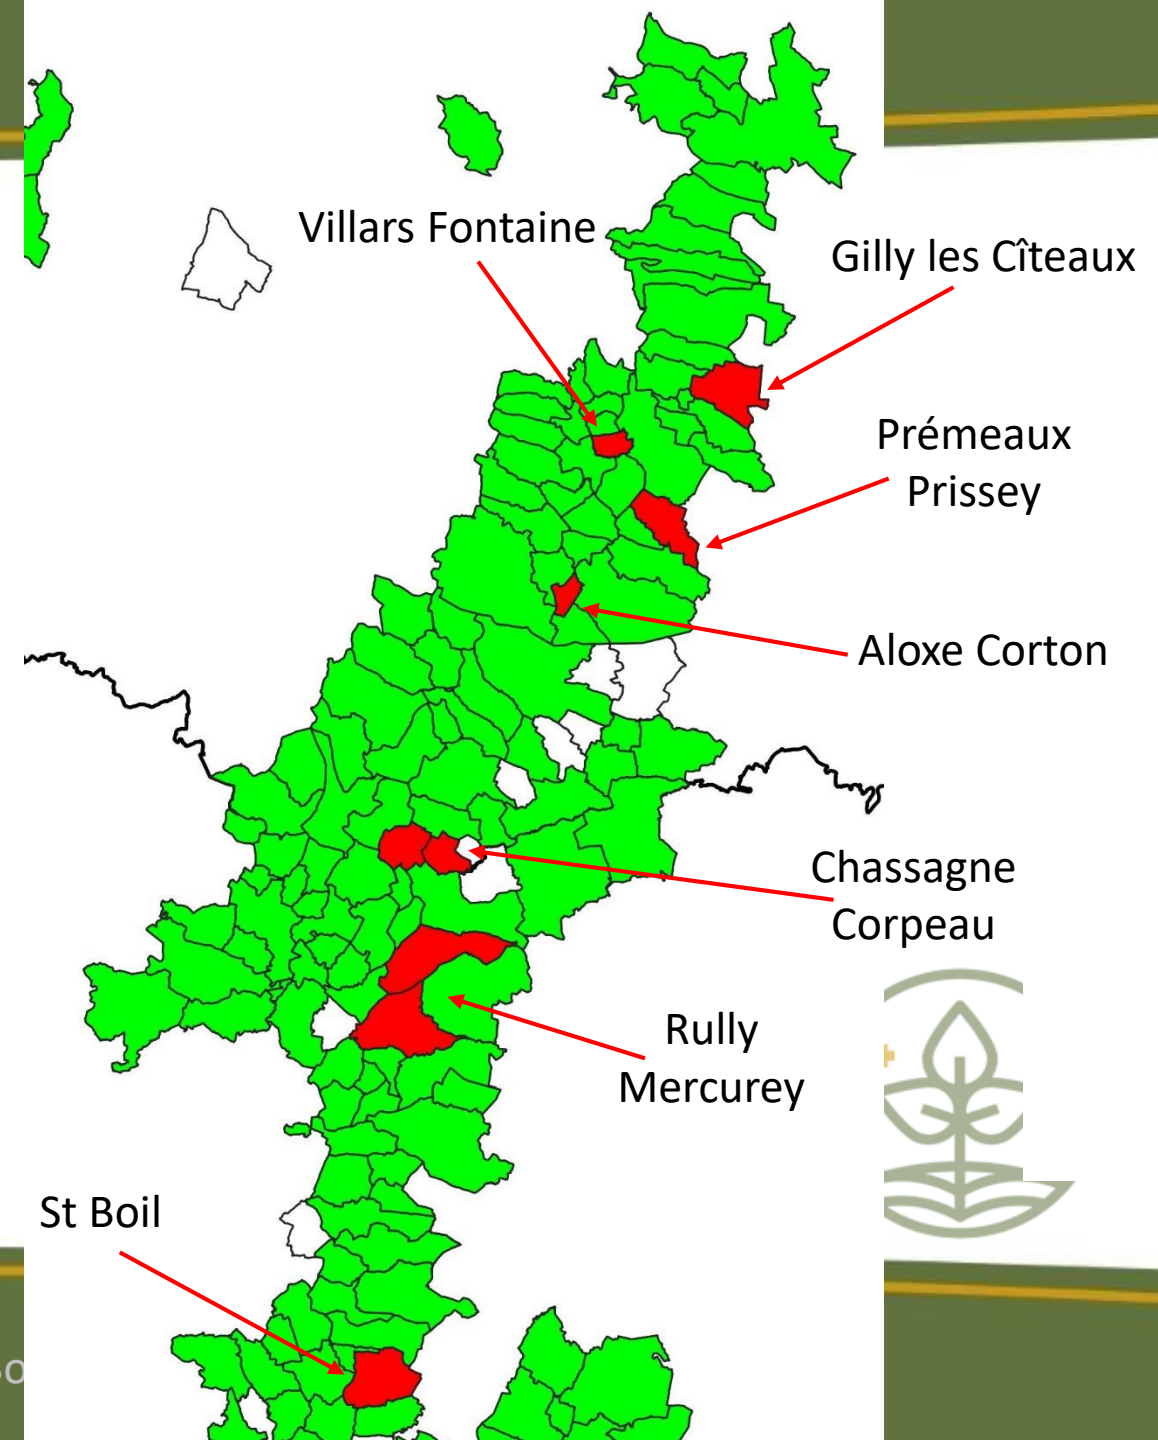 Villars Fontaine
Gilly les Cîteaux
Prémeaux
Prissey
Aloxe Corton
Chassagne
Corpeau
Rully
Mercurey
St Boil